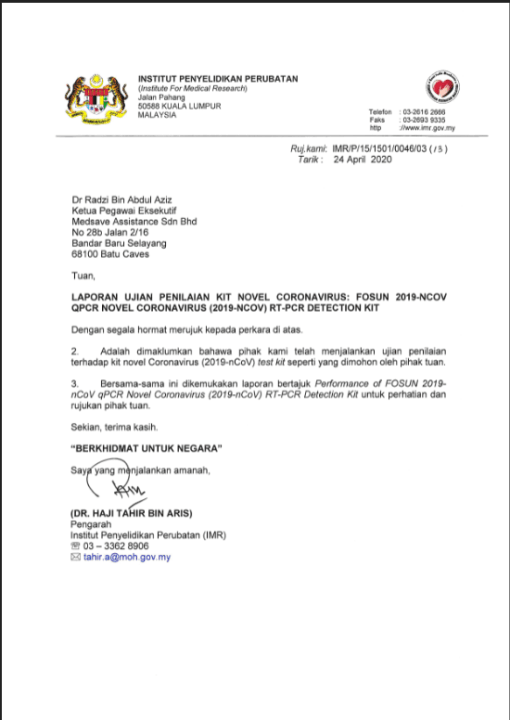 INSTITUT PENYELIDIKAN PERUBATAN
(Institute For Medical Research)
Jalan Pahang
50588 KUALA LUMPUR
MALAYSIA
Telefon : 03-2616 2666
Faks : 03-2693 9335
http ://www.imr.gov.my
Ruj.kami: IMR/P/15/1501/0046/03 (15)
Tarikh : 24 April 2020
Dr Radzi Bin Abdul Aziz
Ketua Pegawai Eksekutif
Medsave Assistance Sdn Bhd
No 28b Jalan 2/16
Bandar Baru Selayang
68100 Batu Caves
Tuan,
LAPORAN UJIAN PENILAIAN KIT NOVEL CORONAVIRUS: FOSUN 2019-NCOV
QPCR NOVEL CORONAVIRUS (2019-NCOV) RT-PCR DETECTION KIT
Dengan segala hormat merujuk kepada perkara di atas.
2. Adalah dimaklumkan bahawa pihak kami telah menjalankan ujian penilaian
terhadap kit novel Coronavirus (2019-nCoV) test kit seperti yang dimohon oleh pihak tuan.
3. Bersama-sama ini dikemukakan laporan bertajuk Performance of FOSUN 2019-
nCoV qPCR Novel Coronavirus (2019-nCoV) RT-PCR Detection Kit untuk perhatian dan
rujukan pihak tuan.
Sekian, terima kasih.
"BERKHIDMAT UNTUK NEGARA"
Saya yang menjalankan amanah,
(DR. HAJI TAHIR BIN ARIS)
Pengarah
Institut Penyelidikan Perubatan (IMR)
☏ 03 – 3362 8906
✉ tahir.a@moh.gov.my